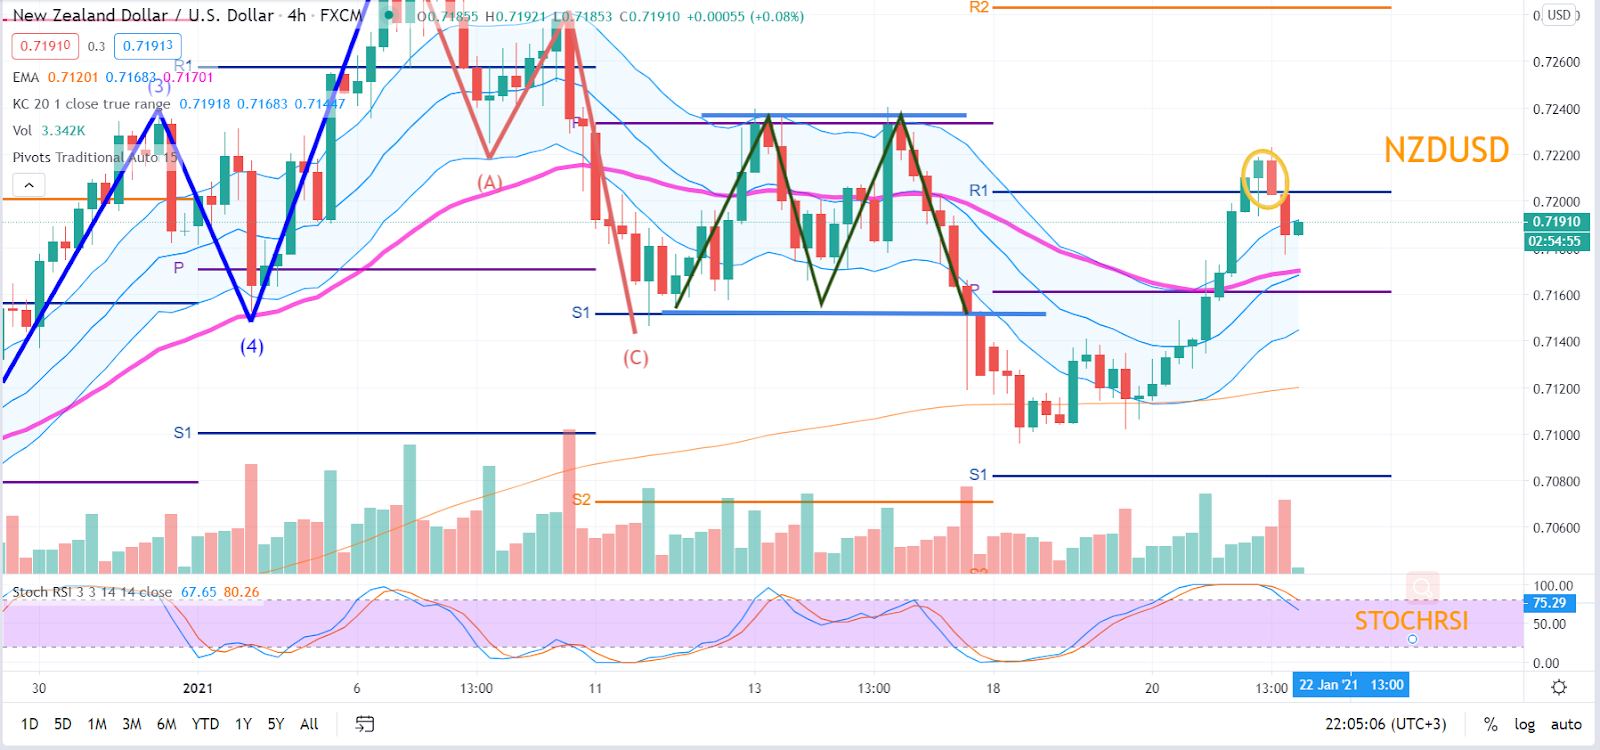 New Zealand Dollar / U.S. Dollar · 4h · FXCM O0.71855 H0.71921 L0.71853 C0.71910 +0.00055 (+0.08%)
0.71910 0.3 0.71913
EMA 0.71201 0.71683 0.71701
KC 20 1 close true range 0.71918 0.71683 0.71447
Vol 3.342K
Pivots Traditional Auto 15
R1
(3)
P
(4)
S1
(A)
P
S1
(C)
S2
R2
R1
P
S1
NZDUSD
USD
0.72600
0.72400
0.72200
0.72000
0.71910
02:54:55
0.71600
0.71400
0.71200
0.71000
0.70800
0.70600
Stoch RSI 3 3 14 14 close 67.65 80.26
STOCHRSI
100.00
75.29
50.00
0.00
30 2021 6 13:00 11 13 13:00 18 20 13:00 22 Jan '21 13:00
1D 5D 1M 3M 6M YTD 1Y 5Y All 22:05:06 (UTC+3) % log auto